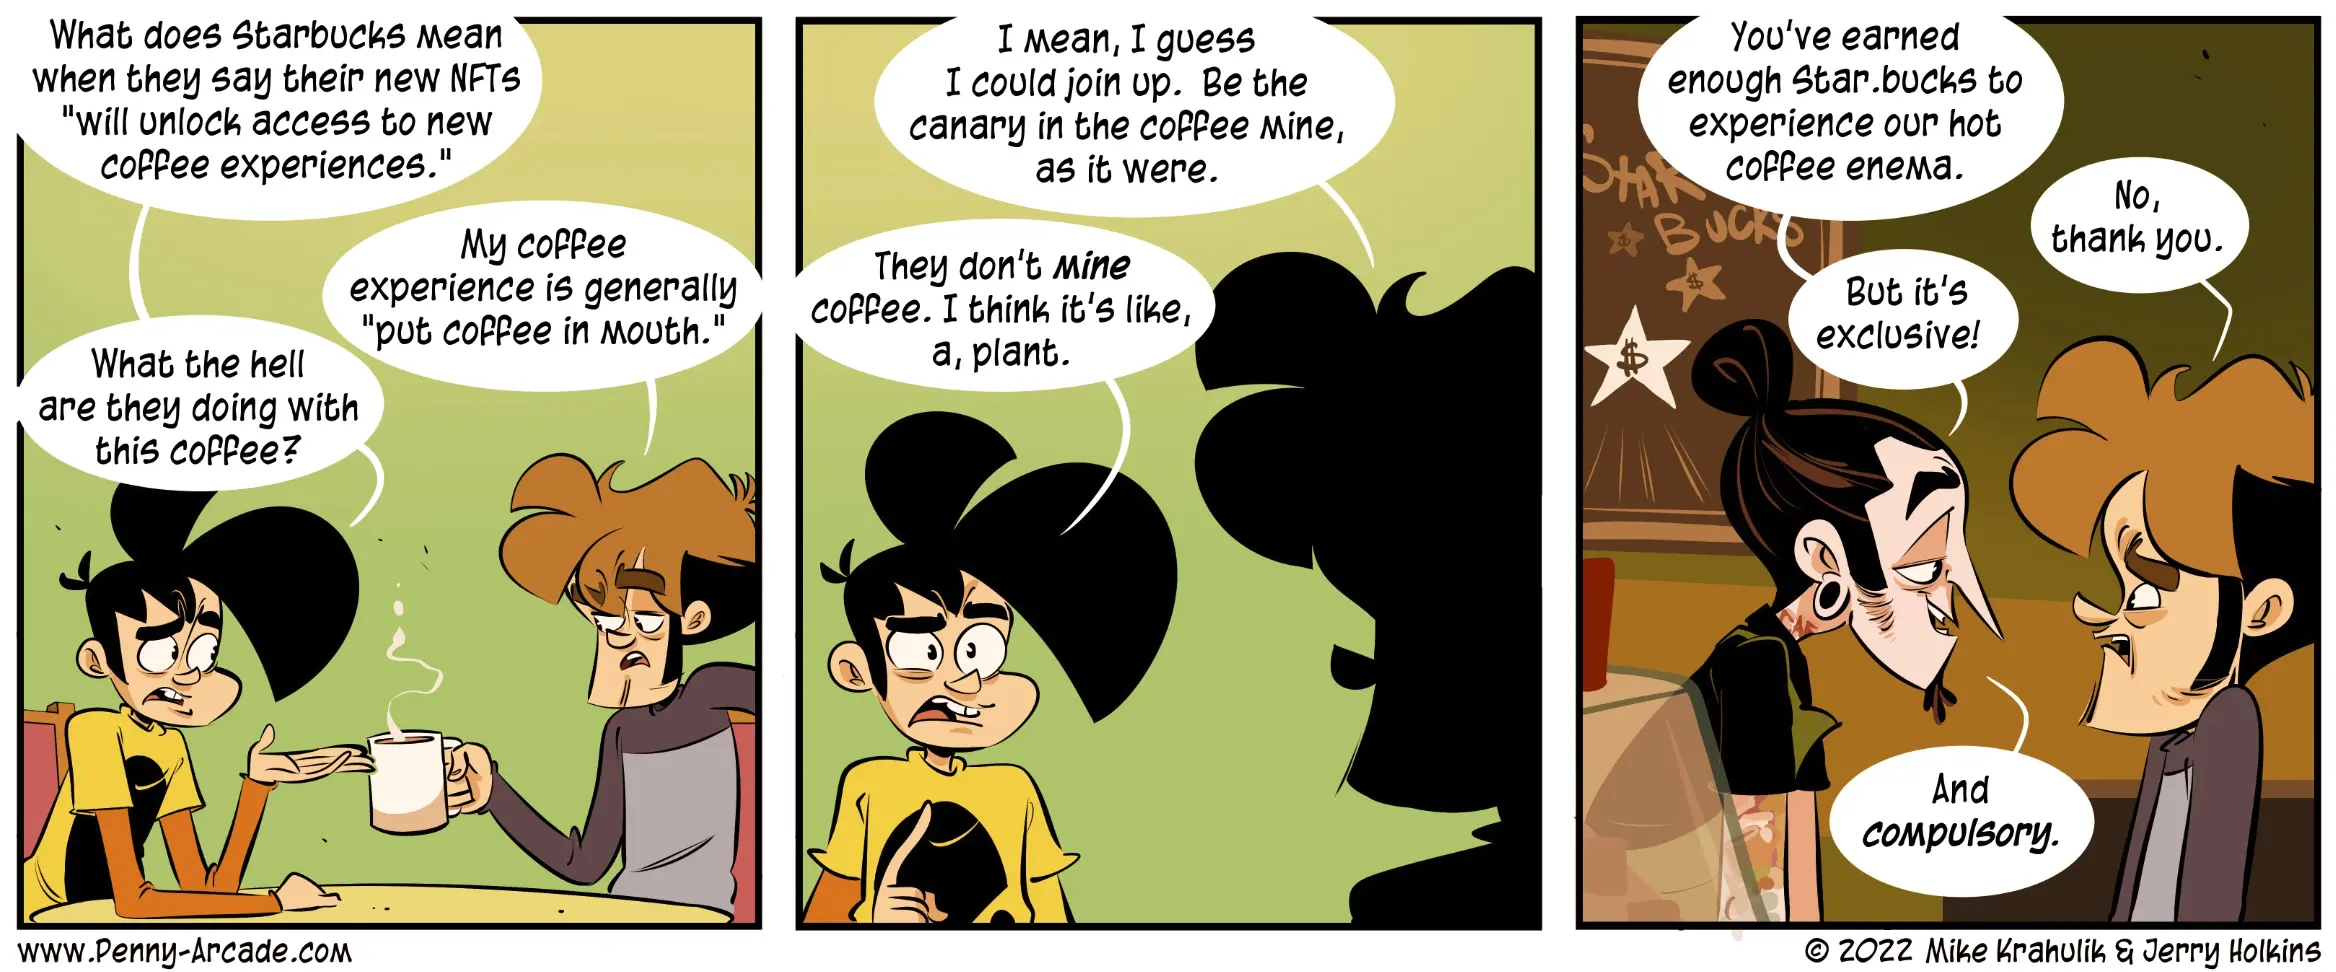 What does Starbucks mean
when they say their new NFTs
"will unlock access to new
coffee experiences."
What the hell
are they doing with
this coffee?
My coffee
experience is generally
"put coffee in mouth."
I mean, I guess
I could join up. Be the
canary in the coffee mine,
as it were.
They don't mine
coffee. I think it's like,
a, plant.
You've earned
enough Star.bucks to
experience our hot
coffee enema.
But it's
exclusive!
No,
thank you.
And
compulsory.
STAR
BUCKS
$
$
$
www.Penny-Arcade.com
© 2022 Mike Krahulik & Jerry Holkins